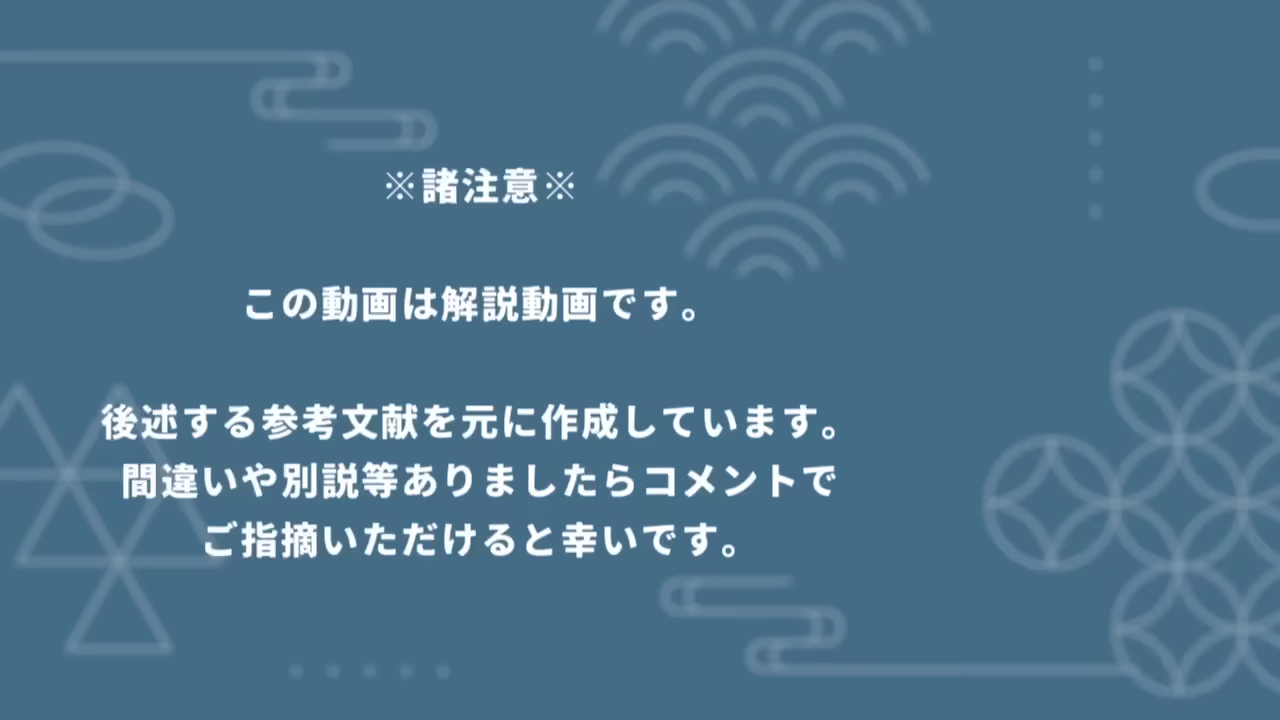 ※諸注意※
この動画は解説動画です。
後述する参考文献を元に作成しています。
間違いや別説等ありましたらコメントで
ご指摘いただけると幸いです。